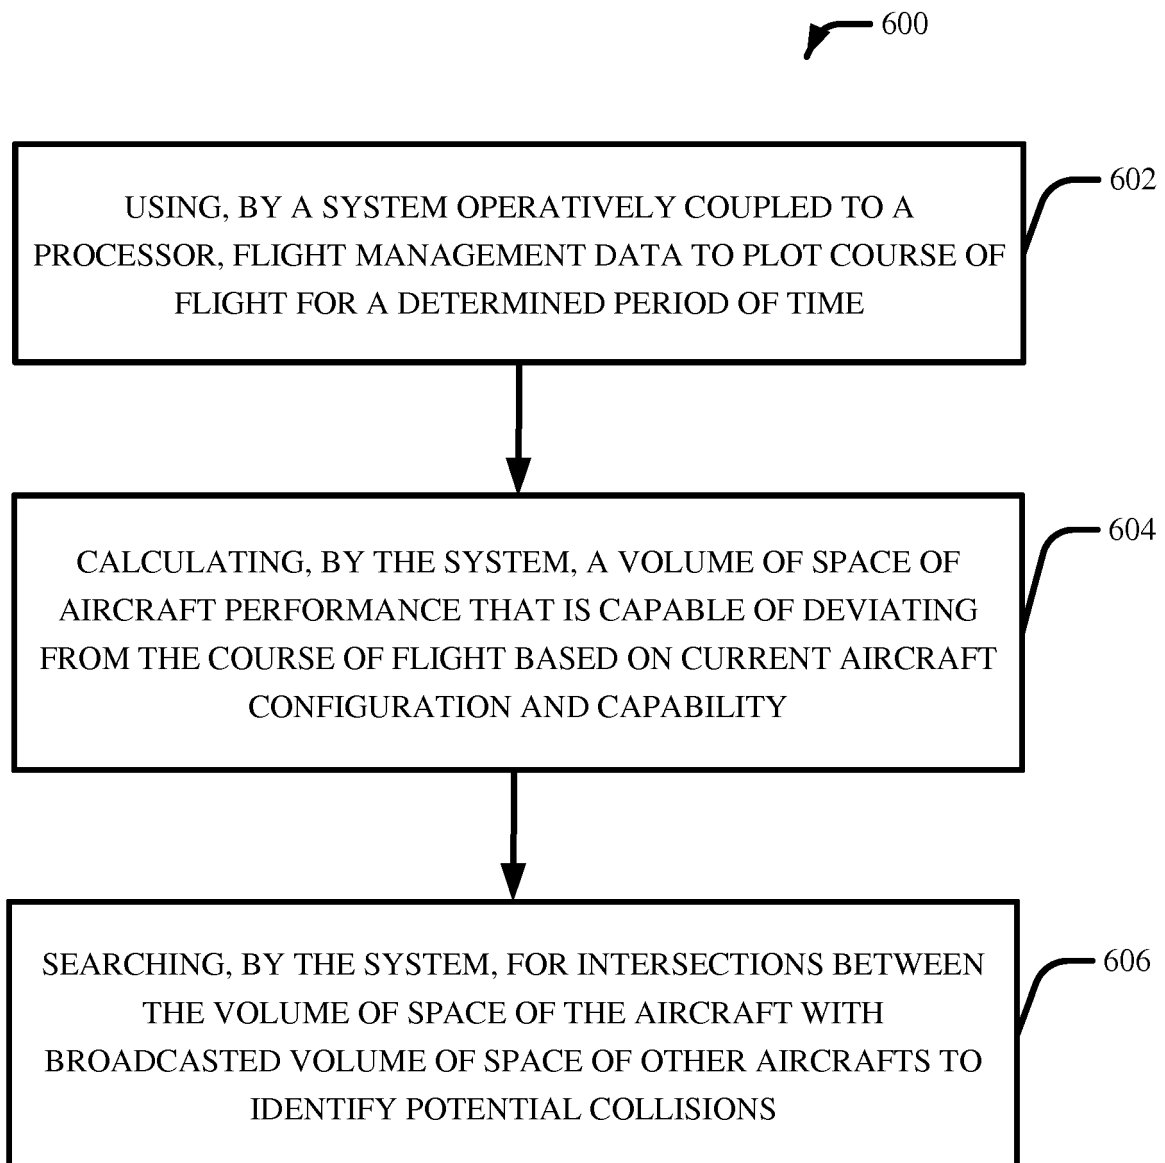 600
602
USING, BY A SYSTEM OPERATIVELY COUPLED TO A
PROCESSOR, FLIGHT MANAGEMENT DATA TO PLOT COURSE OF
FLIGHT FOR A DETERMINED PERIOD OF TIME
604
CALCULATING, BY THE SYSTEM, A VOLUME OF SPACE OF
AIRCRAFT PERFORMANCE THAT IS CAPABLE OF DEVIATING
FROM THE COURSE OF FLIGHT BASED ON CURRENT AIRCRAFT
CONFIGURATION AND CAPABILITY
606
SEARCHING, BY THE SYSTEM, FOR INTERSECTIONS BETWEEN
THE VOLUME OF SPACE OF THE AIRCRAFT WITH
BROADCASTED VOLUME OF SPACE OF OTHER AIRCRAFTS TO
IDENTIFY POTENTIAL COLLISIONS